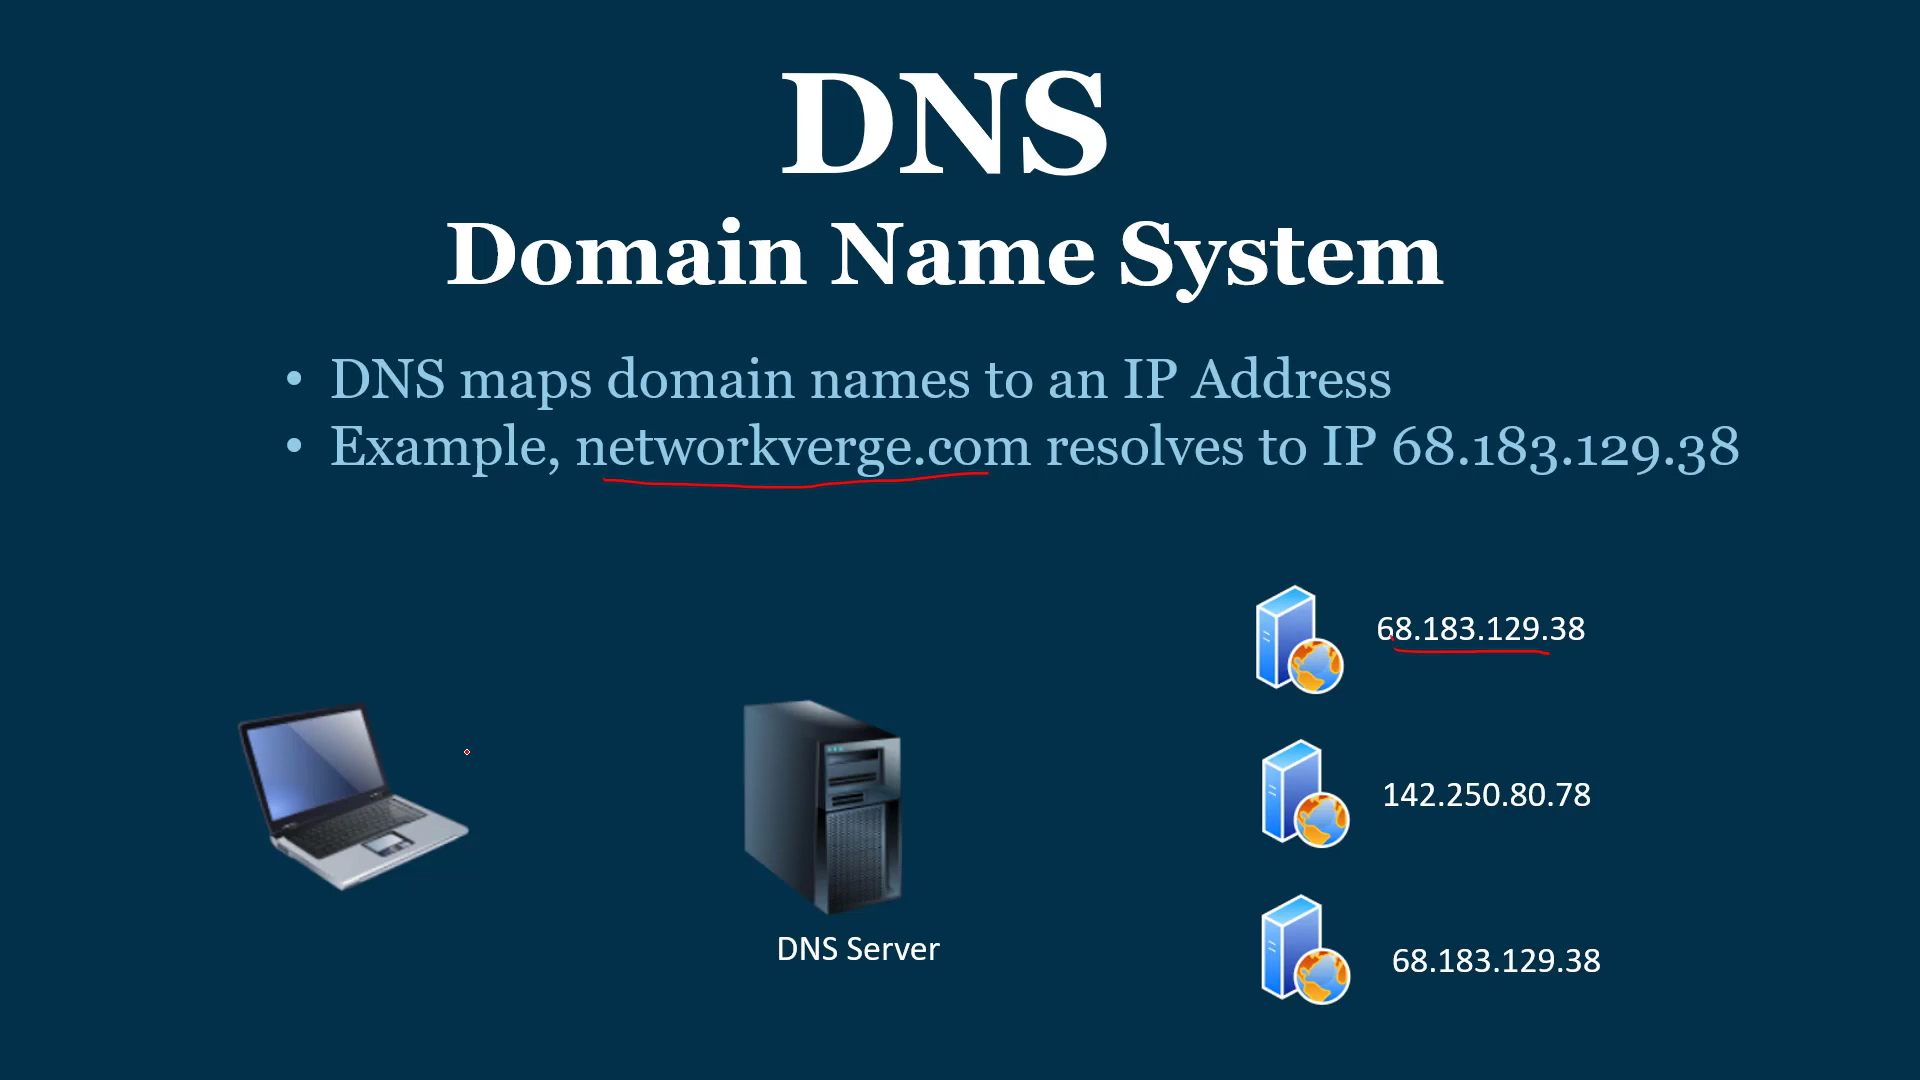 DNS
Domain Name System
• DNS maps domain names to an IP Address
• Example, networkverge.com resolves to IP 68.183.129.38
68.183.129.38
142.250.80.78
DNS Server
68.183.129.38